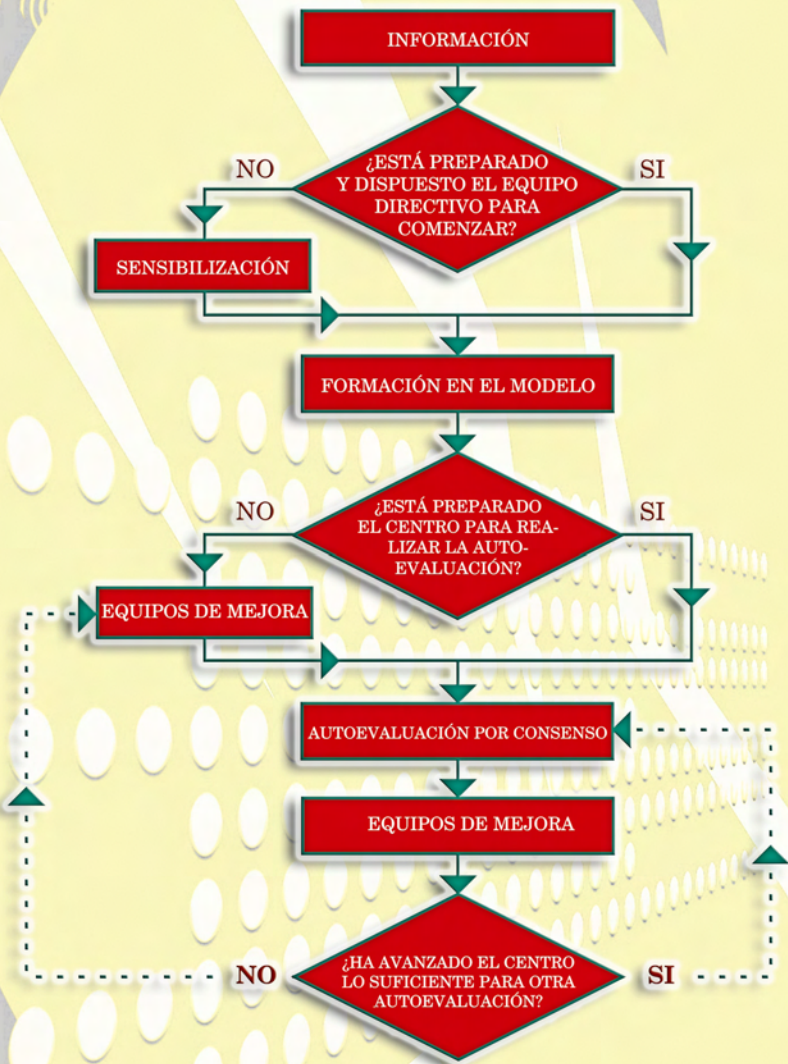 INFORMACIÓN
NO
¿ESTÁ PREPARADO
Y DISPUESTO EL EQUIPO
DIRECTIVO PARA
COMENZAR?
SI
SENSIBILIZACIÓN
FORMACIÓN EN EL MODELO
NO
¿ESTÁ PREPARADO
EL CENTRO PARA REA-
LIZAR LA AUTO-
EVALUACIÓN?
SI
EQUIPOS DE MEJORA
AUTOEVALUACIÓN POR CONSENSO
EQUIPOS DE MEJORA
NO
¿HA AVANZADO EL CENTRO
LO SUFICIENTE PARA OTRA
AUTOEVALUACIÓN?
SI